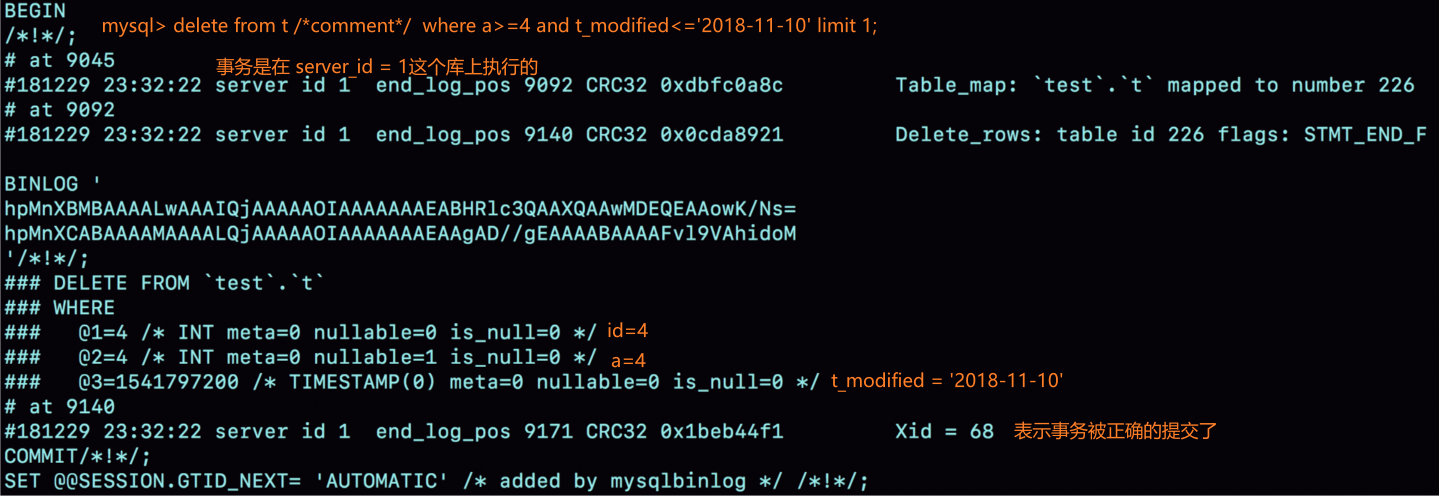 BEGIN
mysql> delete from t /*comment*/ where a>=4 and t_modified<='2018-11-10' limit 1;
/*!*/;
# at 9045
事务是在 server_id = 1这个库上执行的
#181229 23:32:22 server id 1 end_log_pos 9092 CRC32 0xdbfc0a8c Table_map: `test`.`t` mapped to number 226
# at 9092
#181229 23:32:22 server id 1 end_log_pos 9140 CRC32 0x0cda8921 Delete_rows: table id 226 flags: STMT_END_F
BINLOG '
hpMnXBMBAAAALwAAAIQjAAAAAOIAAAAAAAEABHRlc3QAAXQAAwMDEQEAAowK/Ns=
hpMnXCABAAAAMAAAALQjAAAAAOIAAAAAAAEAAgAD//gEAAAABAAAAFvl9VAhidoM
'/*!*/;
### DELETE FROM `test`.`t`
### WHERE
### @1=4 /* INT meta=0 nullable=0 is_null=0 */ id=4
### @2=4 /* INT meta=0 nullable=1 is_null=0 */ a=4
### @3=1541797200 /* TIMESTAMP(0) meta=0 nullable=0 is_null=0 */ t_modified = '2018-11-10'
# at 9140
#181229 23:32:22 server id 1 end_log_pos 9171 CRC32 0x1beb44f1 Xid = 68 表示事务被正确的提交了
COMMIT/*!*/;
SET @@SESSION.GTID_NEXT= 'AUTOMATIC' /* added by mysqlbinlog */ /*!*/;